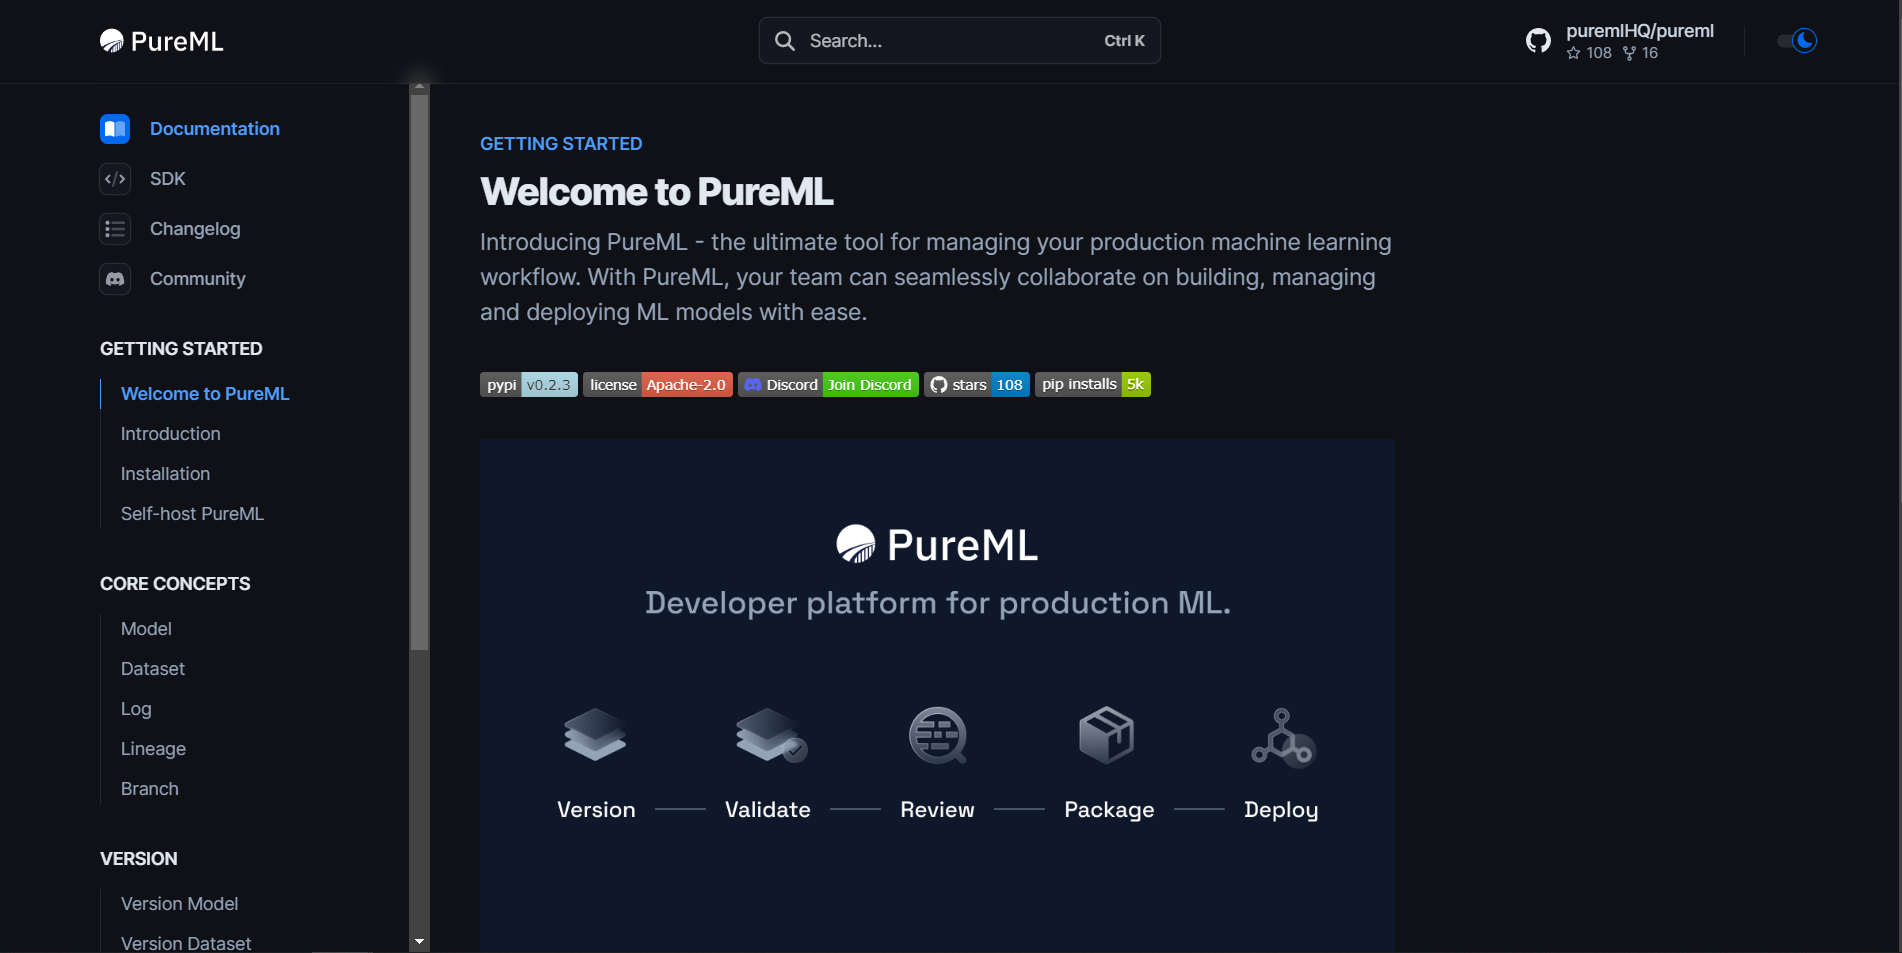 PureML
Search...
Ctrl K
puremlHQ/pureml
108 16
Documentation
SDK
Changelog
Community
GETTING STARTED
Welcome to PureML
Introduction
Installation
Self-host PureML
CORE CONCEPTS
Model
Dataset
Log
Lineage
Branch
VERSION
Version Model
Version Dataset
GETTING STARTED
Welcome to PureML
Introducing PureML - the ultimate tool for managing your production machine learning
workflow. With PureML, your team can seamlessly collaborate on building, managing
and deploying ML models with ease.
pypi v0.2.3 license Apache-2.0 Discord Join Discord stars 108 pip installs 5k
PureML
Developer platform for production ML.
Version Validate Review Package Deploy